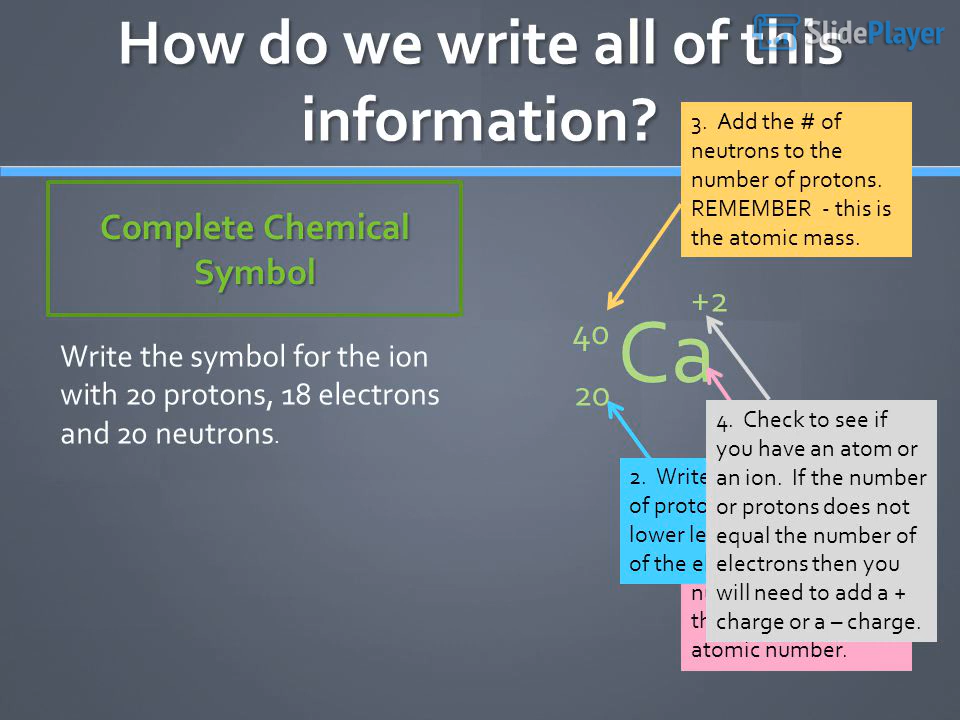 How do we write all of this
information?
SlidePlayer
3. Add the # of
neutrons to the
number of protons.
REMEMBER - this is
the atomic mass.
Complete Chemical
Symbol
Write the symbol for the ion
with 20 protons, 18 electrons
and 20 neutrons.
+2
40
Ca
20
4. Check to see if
you have an atom or
an ion. If the number
or protons does not
equal the number of
electrons then you
will need to add a +
charge or a – charge.
2. Write
of
lower
of the
atomic number.